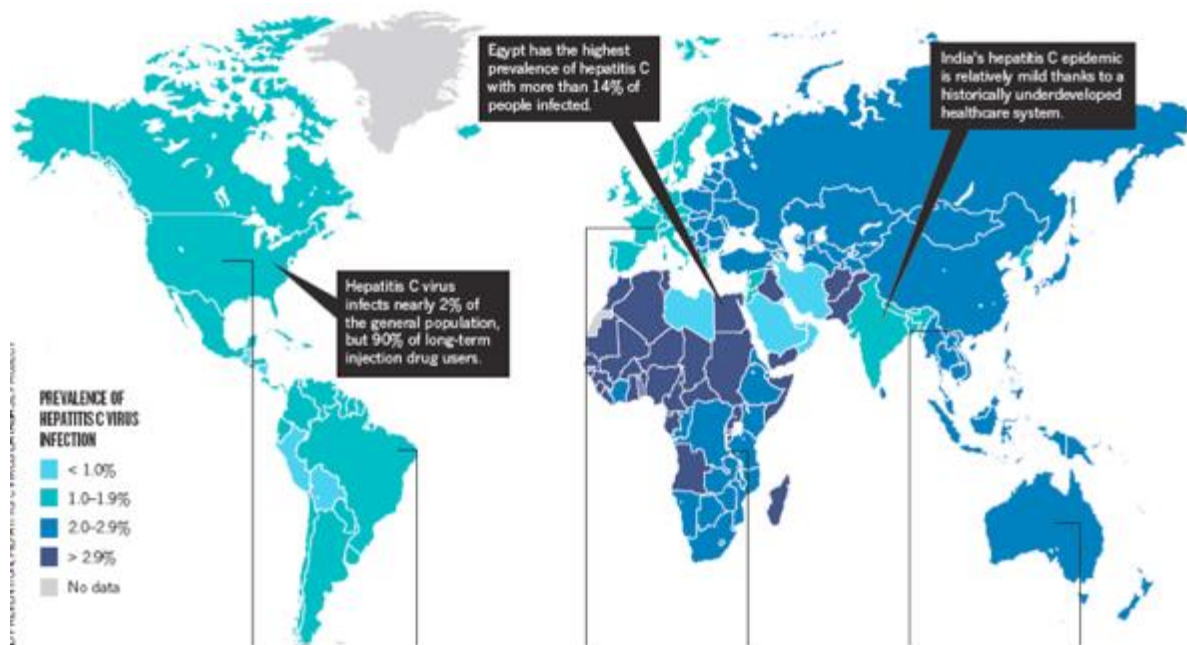 Egypt has the highest
prevalence of hepatitis C
with more than 14% of
people infected.
India's hepatitis C epidemic
is relatively mild thanks to a
historically underdeveloped
healthcare system.
Hepatitis C virus
infects nearly 2% of
the general population,
but 90% of long-term
injection drug users.
PREVALENCE OF
HEPATITIS C VIRUS
INFECTION
< 1.0%
1.0–1.9%
2.0–2.9%
> 2.9%
No data